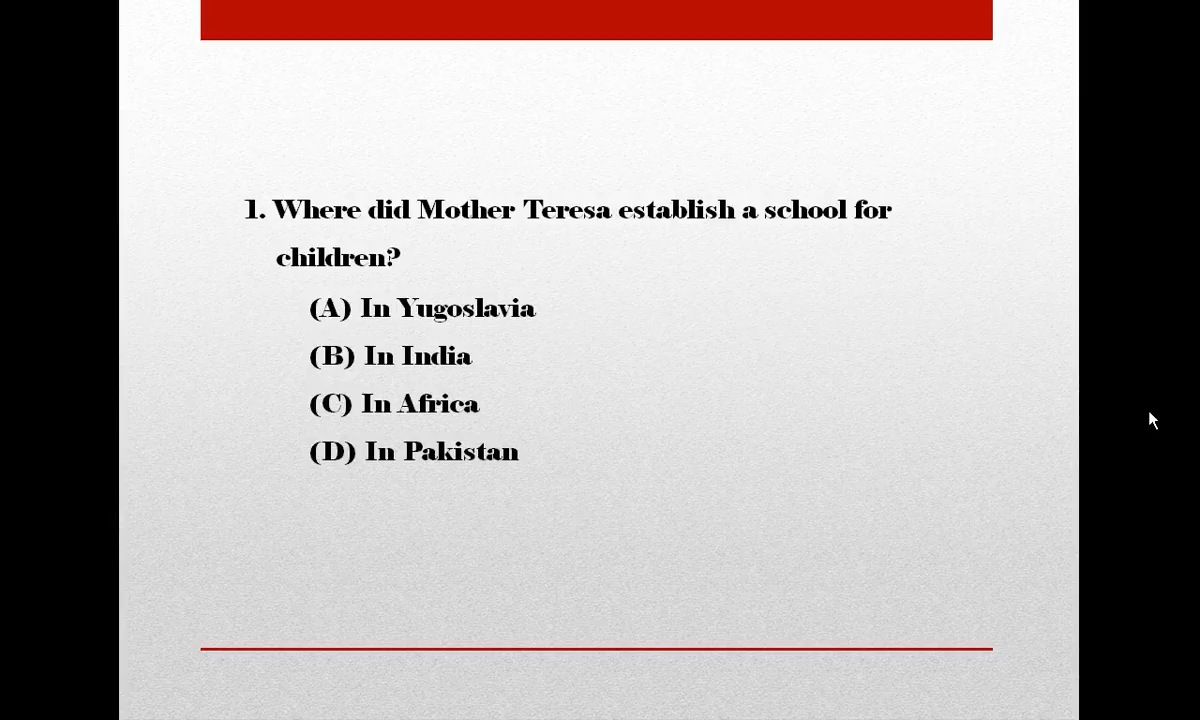 1. Where did Mother Teresa establish a school for
children?
(A) In Yugoslavia
(B) In India
(C) In Africa
(D) In Pakistan